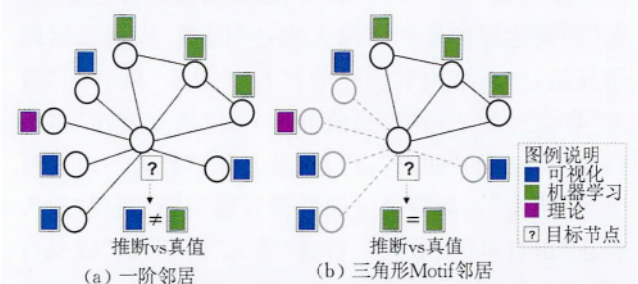 ?
≠
推断vs真值
(a) 一阶邻居
?
=
推断vs真值
(b) 三角形Motif邻居
图例说明
可视化
机器学习
理论
? 目标节点